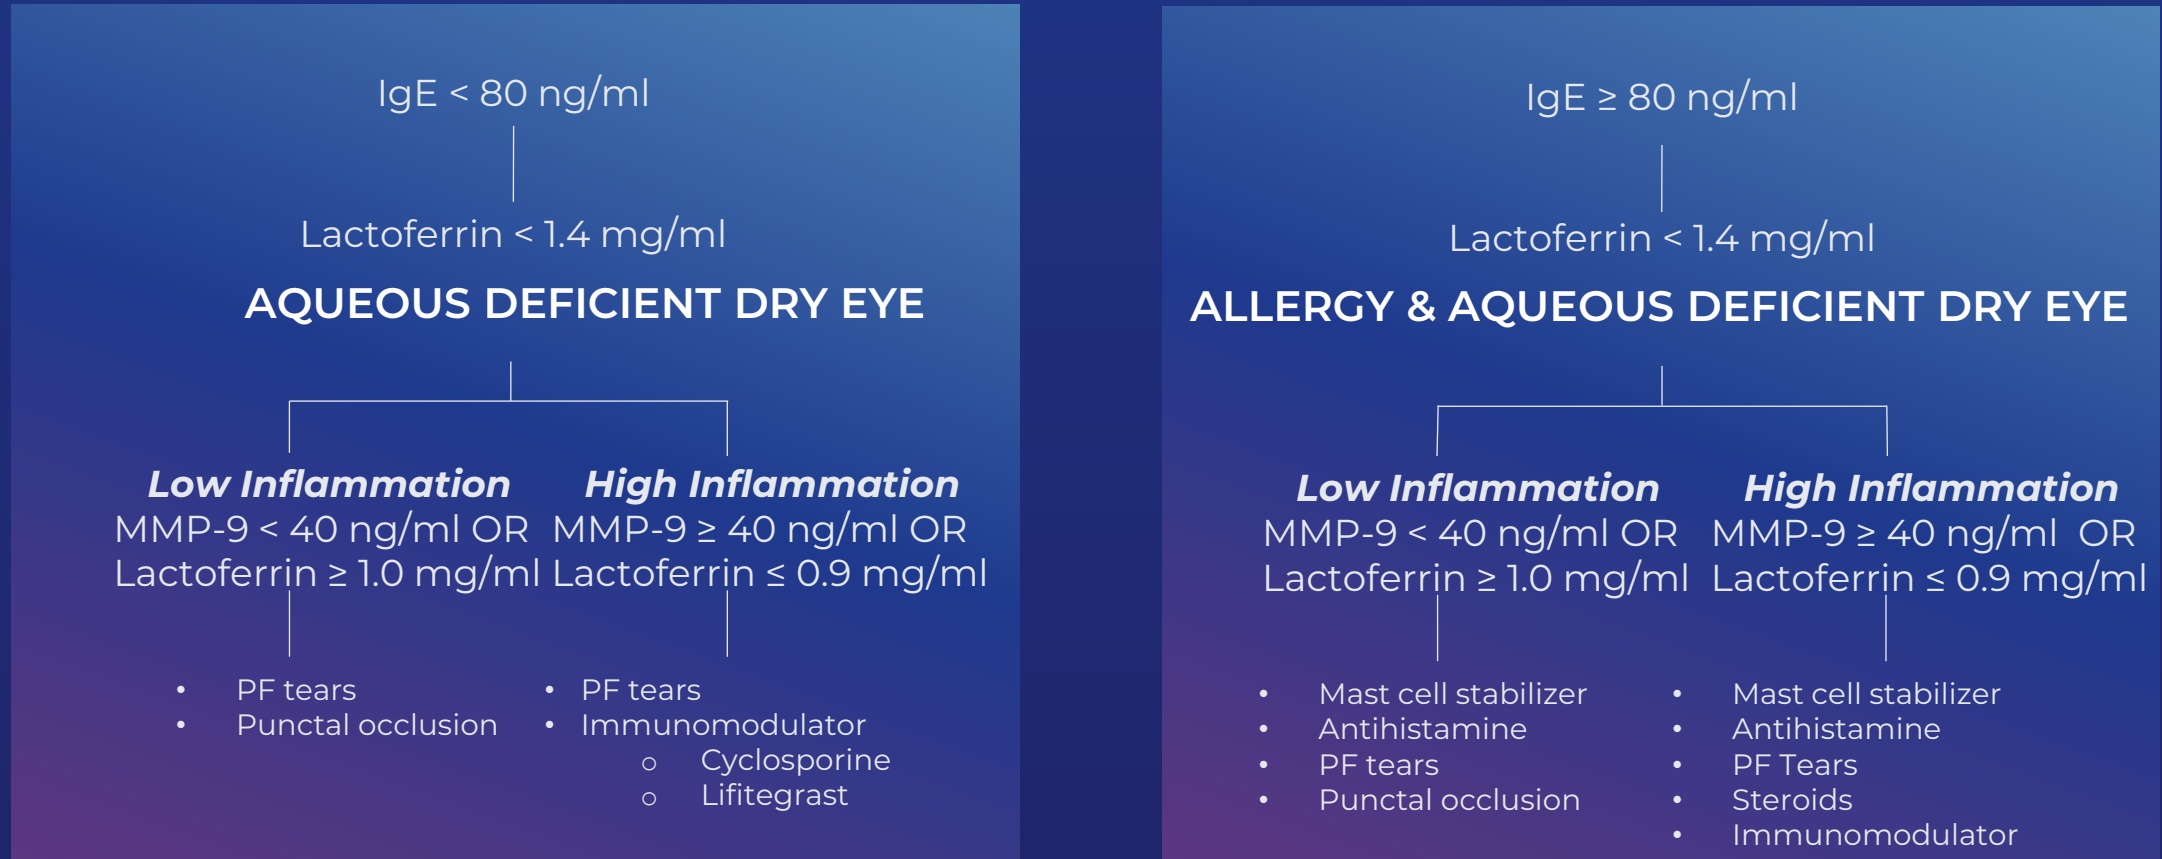 IgE < 80 ng/ml
Lactoferrin < 1.4 mg/ml
AQUEOUS DEFICIENT DRY EYE
Low Inflammation
MMP-9 < 40 ng/ml OR
Lactoferrin ≥ 1.0 mg/ml
• PF tears
• Punctal occlusion
High Inflammation
MMP-9 ≥ 40 ng/ml OR
Lactoferrin ≤ 0.9 mg/ml
• PF tears
• Immunomodulator
o Cyclosporine
o Lifitegrast
IgE ≥ 80 ng/ml
Lactoferrin < 1.4 mg/ml
ALLERGY & AQUEOUS DEFICIENT DRY EYE
Low Inflammation
MMP-9 < 40 ng/ml OR
Lactoferrin ≥ 1.0 mg/ml
• Mast cell stabilizer
• Antihistamine
• PF tears
• Punctal occlusion
High Inflammation
MMP-9 ≥ 40 ng/ml OR
Lactoferrin ≤ 0.9 mg/ml
• Mast cell stabilizer
• Antihistamine
• PF Tears
• Steroids
• Immunomodulator